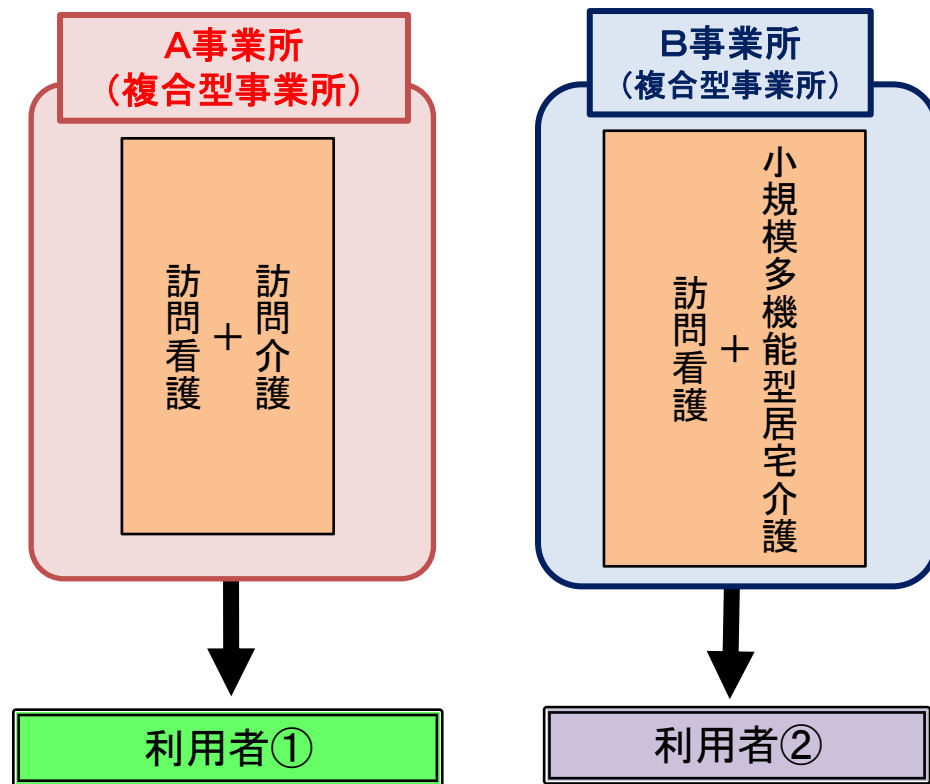 A事業所
（複合型事業所）
訪問看護
＋
訪問介護
利用者①
B事業所
（複合型事業所）
訪問看護
＋
小規模多機能型居宅介護
利用者②